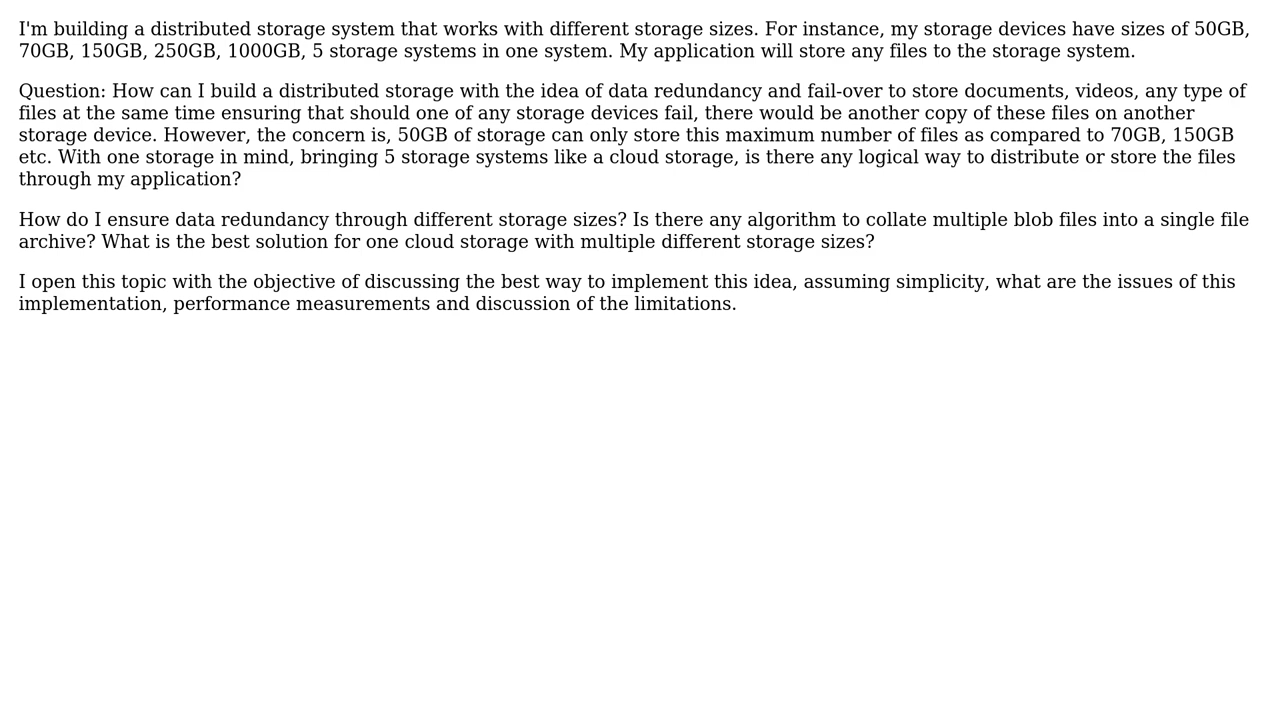 I'm building a distributed storage system that works with different storage sizes. For instance, my storage devices have sizes of 50GB,
70GB, 150GB, 250GB, 1000GB, 5 storage systems in one system. My application will store any files to the storage system.
Question: How can I build a distributed storage with the idea of data redundancy and fail-over to store documents, videos, any type of
files at the same time ensuring that should one of any storage devices fail, there would be another copy of these files on another
storage device. However, the concern is, 50GB of storage can only store this maximum number of files as compared to 70GB, 150GB
etc. With one storage in mind, bringing 5 storage systems like a cloud storage, is there any logical way to distribute or store the files
through my application?
How do I ensure data redundancy through different storage sizes? Is there any algorithm to collate multiple blob files into a single file
archive? What is the best solution for one cloud storage with multiple different storage sizes?
I open this topic with the objective of discussing the best way to implement this idea, assuming simplicity, what are the issues of this
implementation, performance measurements and discussion of the limitations.